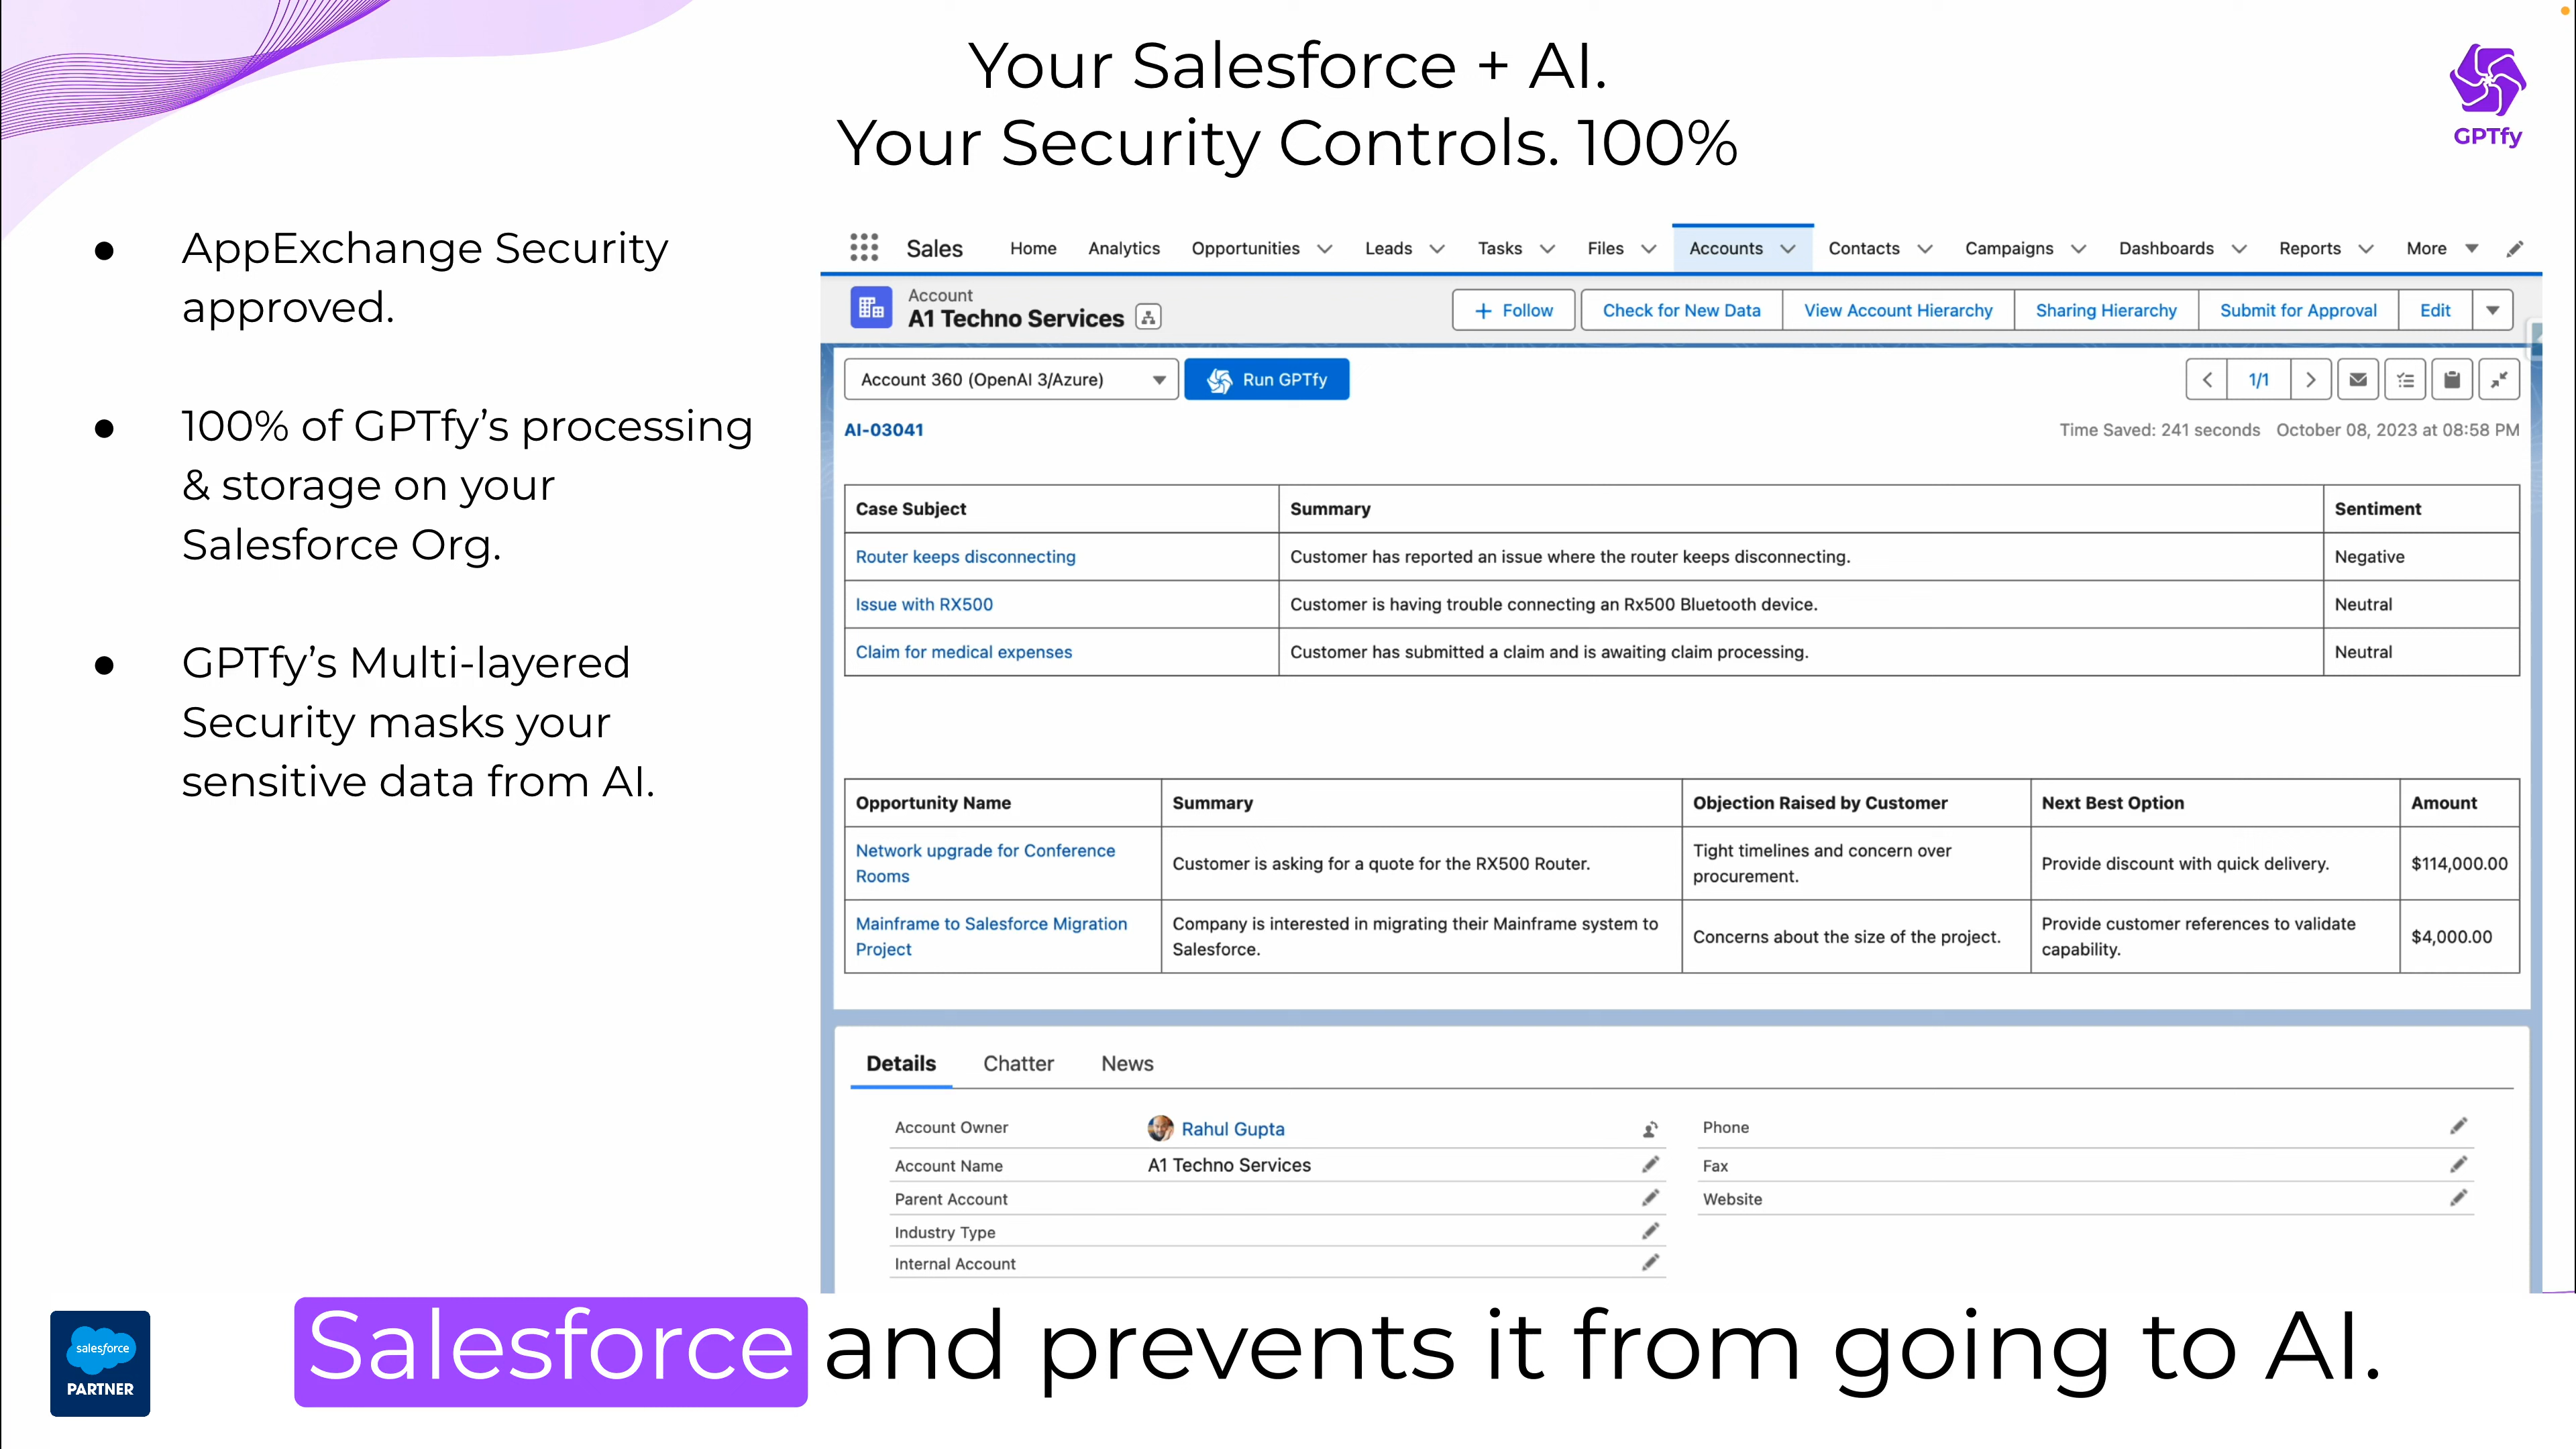 Your Salesforce + AI.
Your Security Controls. 100%
GPTfy
● AppExchange Security
approved.
● 100% of GPTfy’s processing
& storage on your
Salesforce Org.
● GPTfy’s Multi-layered
Security masks your
sensitive data from AI.
Sales Home Analytics Opportunities Leads Tasks Files Accounts Contacts Campaigns Dashboards Reports More
Account
A1 Techno Services
+ Follow Check for New Data View Account Hierarchy Sharing Hierarchy Submit for Approval Edit
Account 360 (OpenAI 3/Azure) Run GPTfy 1/1
AI-03041 Time Saved: 241 seconds October 08, 2023 at 08:58 PM
Case Subject Summary Sentiment
Router keeps disconnecting Customer has reported an issue where the router keeps disconnecting. Negative
Issue with RX500 Customer is having trouble connecting an Rx500 Bluetooth device. Neutral
Claim for medical expenses Customer has submitted a claim and is awaiting claim processing. Neutral
Opportunity Name Summary Objection Raised by Customer Next Best Option Amount
Network upgrade for Conference
Rooms
Customer is asking for a quote for the RX500 Router.
Tight timelines and concern over
procurement.
Provide discount with quick delivery.
$114,000.00
Mainframe to Salesforce Migration
Project
Company is interested in migrating their Mainframe system to
Salesforce.
Concerns about the size of the project.
Provide customer references to validate
capability.
$4,000.00
Details Chatter News
Account Owner Rahul Gupta Phone
Account Name A1 Techno Services Fax
Parent Account Website
Industry Type
Internal Account
salesforce
PARTNER
Salesforce and prevents it from going to AI.